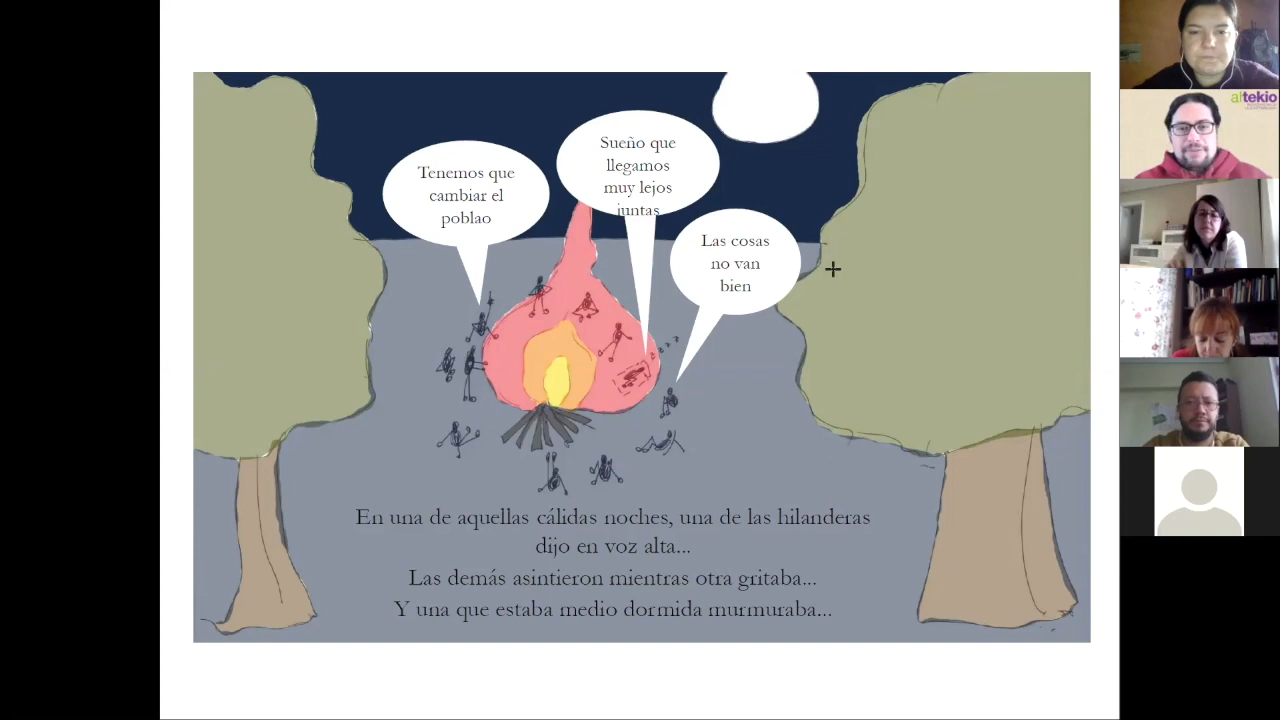 Tenemos que
cambiar el
poblao
Sueño que
llegamos
muy lejos
juntas
Las cosas
no van
bien
En una de aquellas cálidas noches, una de las hilanderas
dijo en voz alta...
Las demás asintieron mientras otra gritaba...
Y una que estaba medio dormida murmuraba...
altekio